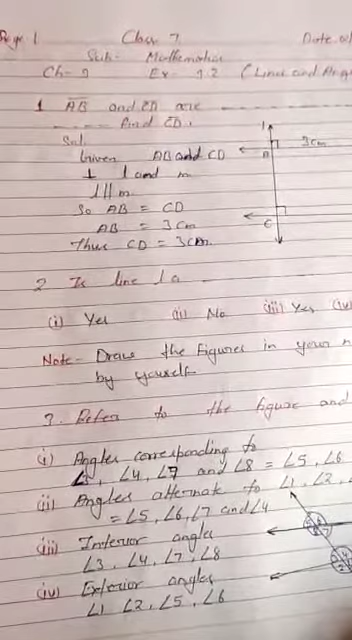 Page 1 Class 7 Date
Sub- Mathematics
Ch- 9 Ex- 9.2 (Lines and Ang
1 AB and CD are
find CD.
Sol.
Given AB and CD
⊥ l and m
l || m
So AB = CD
AB = 3 cm
Thus CD = 3cm.
3cm
C
2 Is line l a
(i) Yes (ii) No (iii) Yes (iv)
Note- Draw the figures in your n
by yourself
3. Refer to the figure and
(i) Angles corresponding to
∠4, ∠7 and ∠8 = ∠5, ∠6
(ii) Angles alternate to ∠1, ∠2,
= ∠5, ∠6, ∠7 and ∠4
(iii) Interior angles
∠3, ∠4, ∠7, ∠8
(iv) Exterior angles
∠1 ∠2, ∠5, ∠6